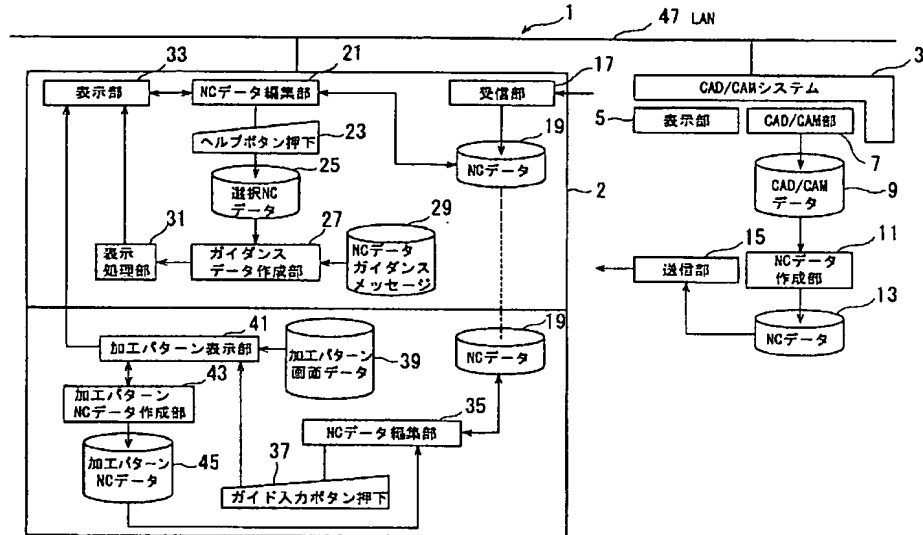 1
47 LAN
33
表示部
21
NCデータ編集部
17
受信部
3
CAD/CAMシステム
5
表示部
CAD/CAM部
7
23
ヘルプボタン押下
19
NCデータ
2
25
選択NC
データ
CAD/CAM
データ
9
31
表示
処理部
27
ガイダンス
データ作成部
29
NCデータ
ガイダンス
メッセージ
15
送信部
11
NCデータ
作成部
13
NCデータ
41
加工パターン表示部
加工パターン
画面データ
39
19
NCデータ
43
加工パターン
NCデータ作成部
35
NCデータ編集部
加工パターン
NCデータ
45
37
ガイド入力ボタン押下